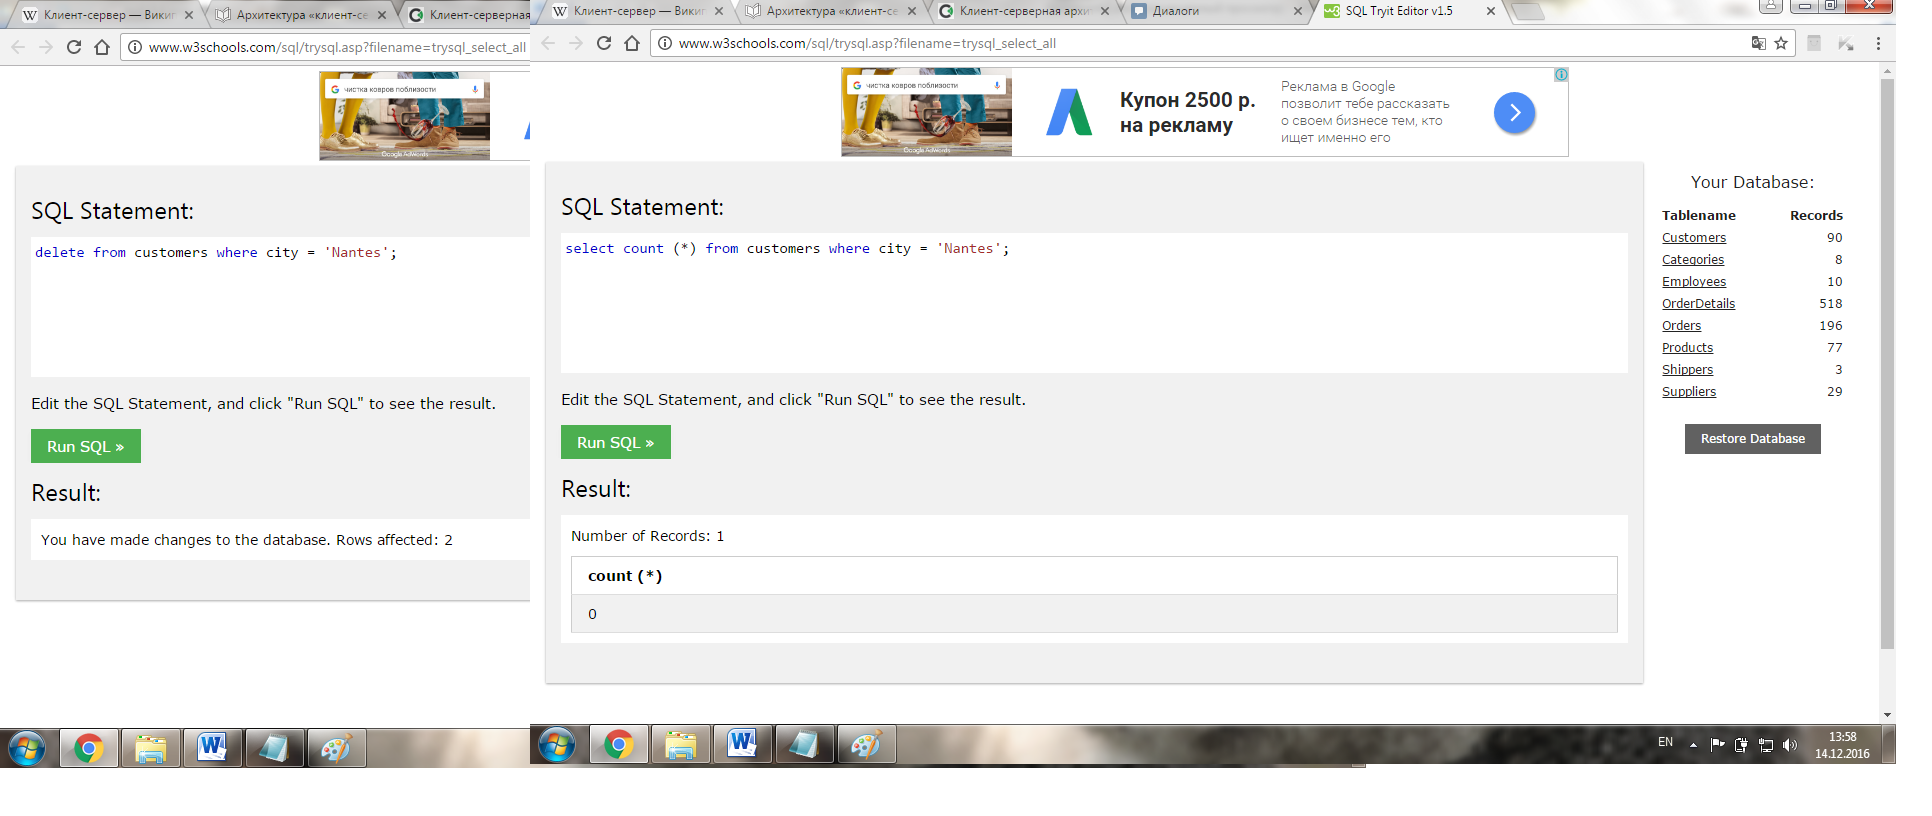 Клиент-сервер — Викип
Архитектура «клиент-се
Клиент-серверная
www.w3schools.com/sql/trysql.asp?filename=trysql_select_all
чистка ковров поблизости
Google AdWords
SQL Statement:
delete from customers where city = 'Nantes';
Edit the SQL Statement, and click "Run SQL" to see the result.
Run SQL »
Result:
You have made changes to the database. Rows affected: 2
Клиент-сервер — Викип
Архитектура «клиент-се
Клиент-серверная архи
Диалоги
SQL Tryit Editor v1.5
www.w3schools.com/sql/trysql.asp?filename=trysql_select_all
чистка ковров поблизости
Google AdWords
Купон 2500 р.
на рекламу
Реклама в Google
позволит тебе рассказать
о своем бизнесе тем, кто
ищет именно его
SQL Statement:
select count (*) from customers where city = 'Nantes';
Edit the SQL Statement, and click "Run SQL" to see the result.
Run SQL »
Result:
Number of Records: 1
count (*)
0
Your Database:
Tablename Records
Customers 90
Categories 8
Employees 10
OrderDetails 518
Orders 196
Products 77
Shippers 3
Suppliers 29
Restore Database
EN
13:58
14.12.2016